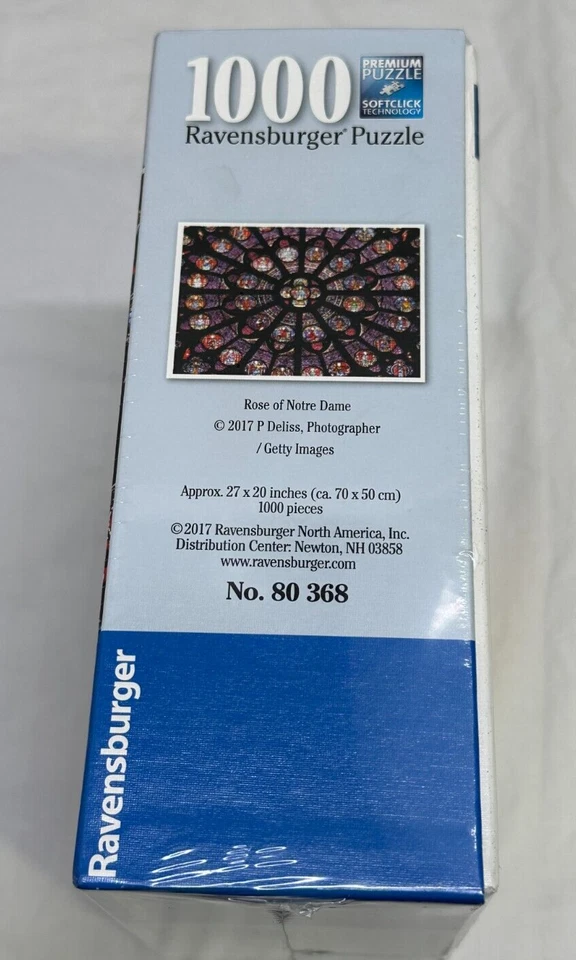 1000
PREMIUM
PUZZLE
SOFTCLICK
TECHNOLOGY
Ravensburger® Puzzle
Rose of Notre Dame
© 2017 P Deliss, Photographer
/ Getty Images
Approx. 27 x 20 inches (ca. 70 x 50 cm)
1000 pieces
©2017 Ravensburger North America, Inc.
Distribution Center: Newton, NH 03858
www.ravensburger.com
No. 80 368
Ravensburger